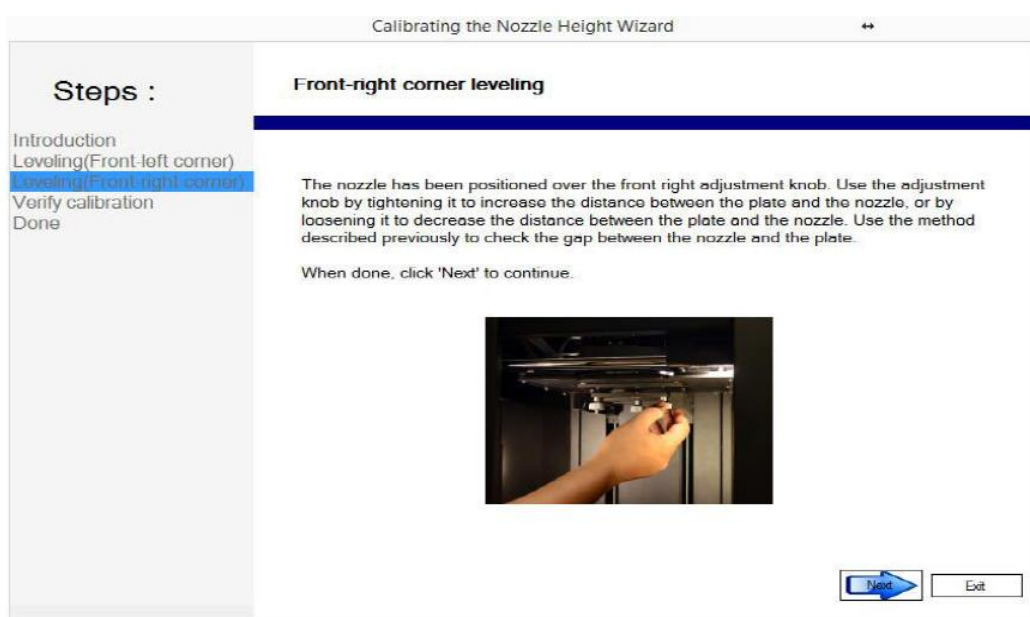 Calibrating the Nozzle Height Wizard
Steps :
Introduction
Leveling(Front-left corner)
Leveling(Front-right corner)
Verify calibration
Done
Front-right corner leveling
The nozzle has been positioned over the front right adjustment knob. Use the adjustment
knob by tightening it to increase the distance between the plate and the nozzle, or by
loosening it to decrease the distance between the plate and the nozzle. Use the method
described previously to check the gap between the nozzle and the plate.
When done, click 'Next' to continue.
Next
Exit